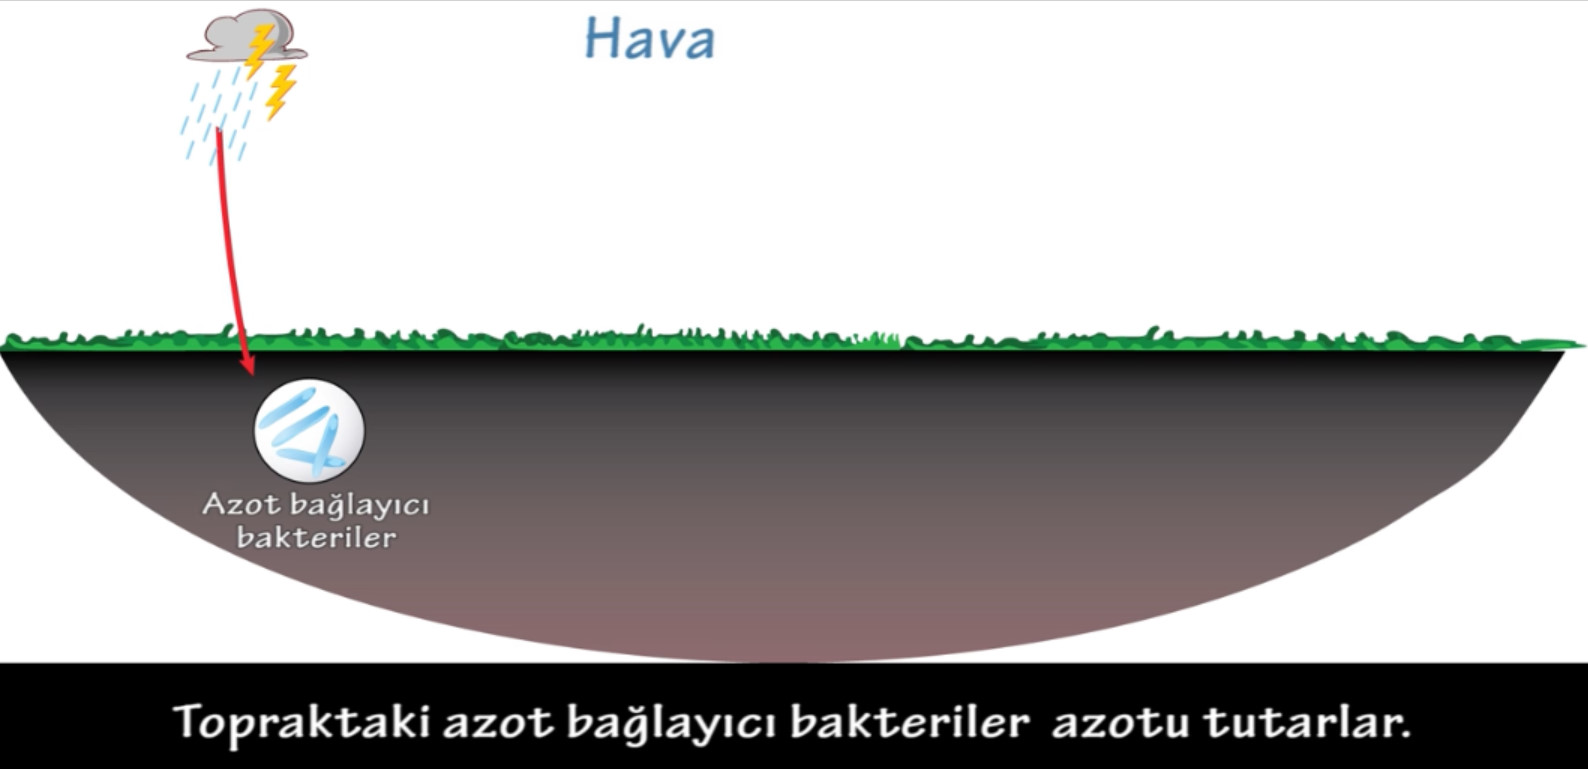 Hava
Azot bağlayıcı
bakteriler
Topraktaki azot bağlayıcı bakteriler azotu tutarlar.